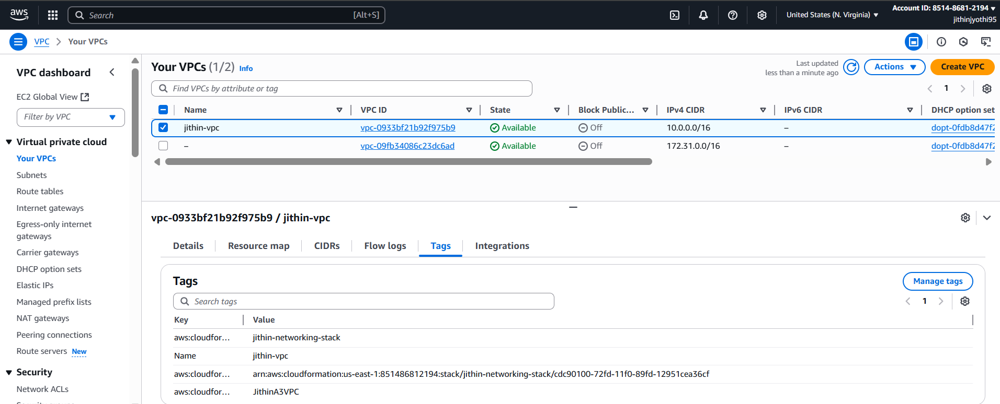 aws
Search [Alt+S]
United States (N. Virginia)
Account ID: 8514-8681-2194
jithinjyothi95
VPC > Your VPCs
VPC dashboard
EC2 Global View
Filter by VPC
Virtual private cloud
Your VPCs
Subnets
Route tables
Internet gateways
Egress-only internet
gateways
Carrier gateways
DHCP option sets
Elastic IPs
Managed prefix lists
NAT gateways
Peering connections
Route servers New
Security
Network ACLs
Your VPCs (1/2) Info
Last updated
less than a minute ago
Actions
Create VPC
Find VPCs by attribute or tag
1
Name VPC ID State Block Public... IPv4 CIDR IPv6 CIDR DHCP option set
jithin-vpc vpc-0933bf21b92f975b9 Available Off 10.0.0.0/16 – dopt-0fdb8d47f2
– vpc-09fb34086c23dc6ad Available Off 172.31.0.0/16 – dopt-0fdb8d47f2
vpc-0933bf21b92f975b9 / jithin-vpc
Details Resource map CIDRs Flow logs Tags Integrations
Tags
Manage tags
Search tags
1
Key Value
aws:cloudfor... jithin-networking-stack
Name jithin-vpc
aws:cloudfor... arn:aws:cloudformation:us-east-1:851486812194:stack/jithin-networking-stack/cdc90100-72fd-11f0-89fd-12951cea36cf
aws:cloudfor... JithinA3VPC